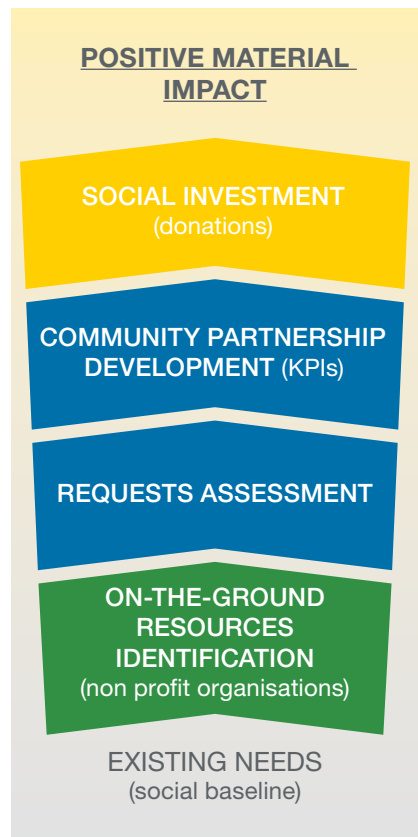 POSITIVE MATERIAL
IMPACT
SOCIAL INVESTMENT
(donations)
COMMUNITY PARTNERSHIP
DEVELOPMENT (KPIs)
REQUESTS ASSESSMENT
ON-THE-GROUND
RESOURCES
IDENTIFICATION
(non profit organisations)
EXISTING NEEDS
(social baseline)